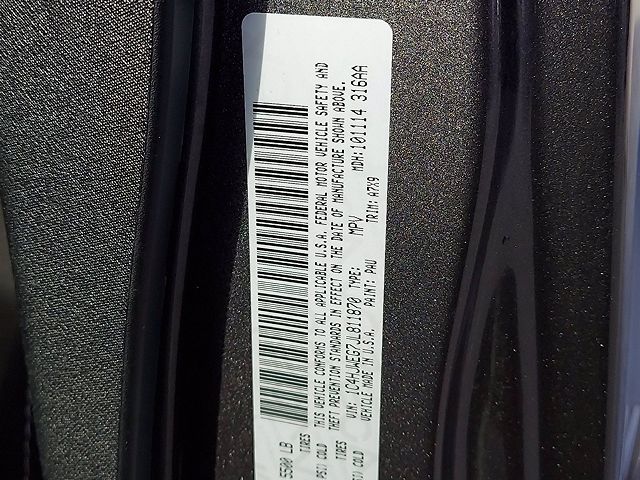 5500 LB
PSI/ COLD TIRES
PSI/ COLD TIRES
THIS VEHICLE CONFORMS TO ALL APPLICABLE U.S.A. FEDERAL MOTOR VEHICLE SAFETY AND
THEFT PREVENTION STANDARDS IN EFFECT ON THE DATE OF MANUFACTURE SHOWN ABOVE.
VIN: 1C4HJWEG7JL811870 TYPE: MPV MDH:101114 316AA
VEHICLE MADE IN U.S.A. PAINT: PAU TRIM: A7X9